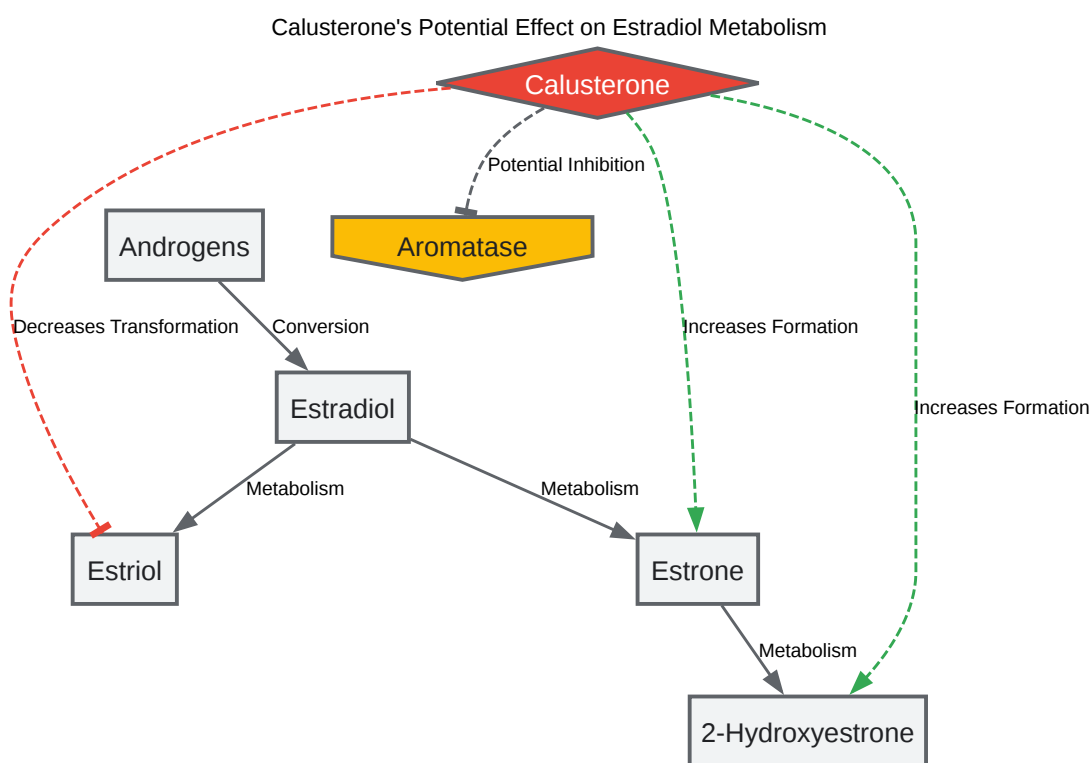 Calusterone's Potential Effect on Estradiol Metabolism
Calusterone
Potential Inhibition
Androgens
Aromatase
Decreases Transformation
Conversion
Increases Formation
Estradiol
Increases Formation
Metabolism
Metabolism
Estriol
Estrone
Metabolism
2-Hydroxyestrone